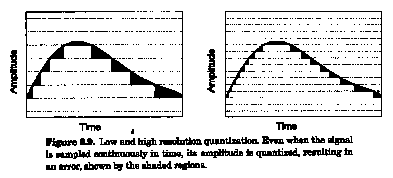 Amplitude
Time
Amplitude
Time
Figure 2.9. Low and high resolution quantization. Even when the signal
is sampled continuously in time, its amplitude is quantized, resulting in
an error, shown by the shaded regions.